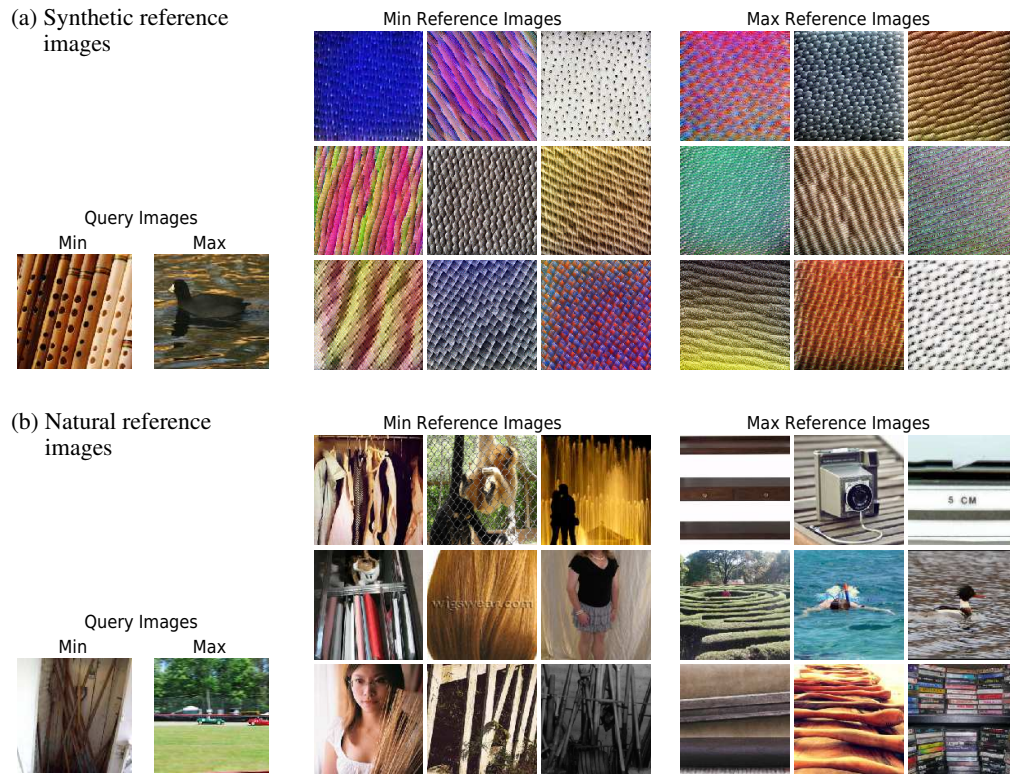 (a) Synthetic reference
images
Min Reference Images
Max Reference Images
Query Images
Min
Max
(b) Natural reference
images
Min Reference Images
Max Reference Images
5 CM
wigswear.com
Query Images
Min
Max